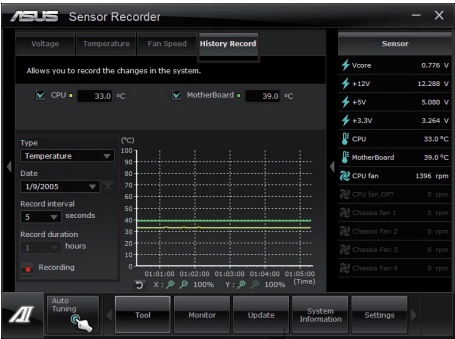 ASUS Sensor Recorder
Voltage Temperature Fan Speed History Record
Allows you to record the changes in the system.
CPU 33.0 ºC MotherBoard 39.0 ºC
Type
Temperature
Date
1/9/2005
Record interval
5 seconds
Record duration
1 hours
Recording
(°C)
100
90
80
70
60
50
40
30
20
10
0
01:01:00 01:02:00 01:03:00 01:04:00 01:05:00
X : 100% Y : 100% (Time)
Sensor
Vcore 0.776 V
+12V 12.288 V
+5V 5.080 V
+3.3V 3.264 V
CPU 33.0 ºC
MotherBoard 39.0 ºC
CPU fan 1396 rpm
CPU fan OPT 0 rpm
Chassis fan 1 0 rpm
Chassis Fan 2 0 rpm
Chassis Fan 3 0 rpm
Chassis Fan 4 0 rpm
Auto
Tuning
Tool Monitor Update System
Information Settings